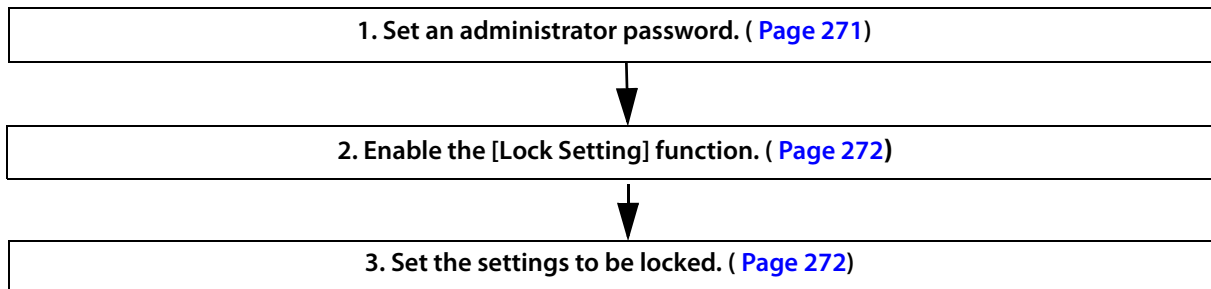 1. Set an administrator password. ( Page 271)
2. Enable the [Lock Setting] function. ( Page 272)
3. Set the settings to be locked. ( Page 272)